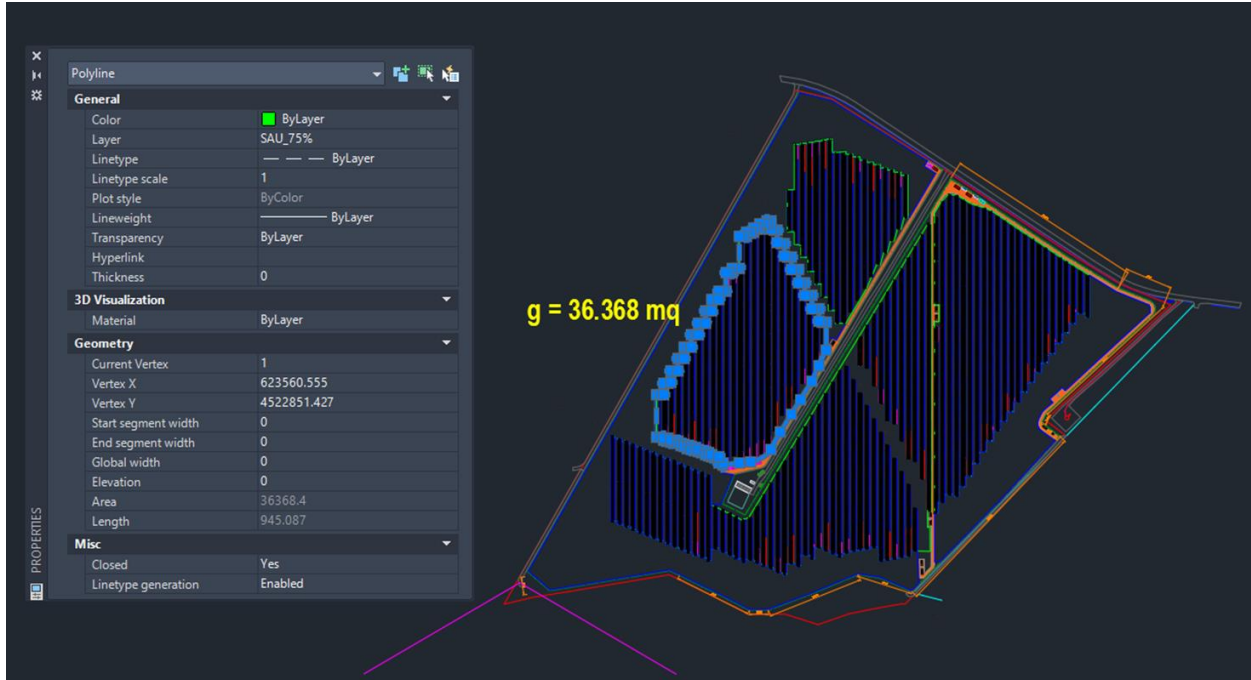 Polyline
General
Color ByLayer
Layer SAU_75%
Linetype ByLayer
Linetype scale 1
Plot style ByColor
Lineweight ByLayer
Transparency ByLayer
Hyperlink
Thickness 0
3D Visualization
Material ByLayer
Geometry
Current Vertex 1
Vertex X 623560.555
Vertex Y 4522851.427
Start segment width 0
End segment width 0
Global width 0
Elevation 0
Area 36368.4
Length 945.087
Misc
Closed Yes
Linetype generation Enabled
PROPERTIES
g = 36.368 mq